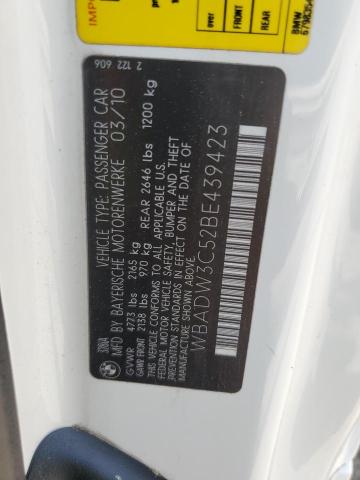 VEHICLE TYPE: PASSENGER CAR
MFD BY BAYERISCHE MOTORENWERKE 03/10
GVWR 4773 lbs 2165 kg
GAWR FRONT 2138 lbs 970 kg REAR 2646 lbs 1200 kg
THIS VEHICLE CONFORMS TO ALL APPLICABLE U.S.
FEDERAL MOTOR VEHICLE SAFETY, BUMPER AND THEFT
PREVENTION STANDARDS IN EFFECT ON THE DATE OF
MANUFACTURE SHOWN ABOVE.
WBADW3C52BE439423
2 122 606
IMP
rever
REAR
BMW